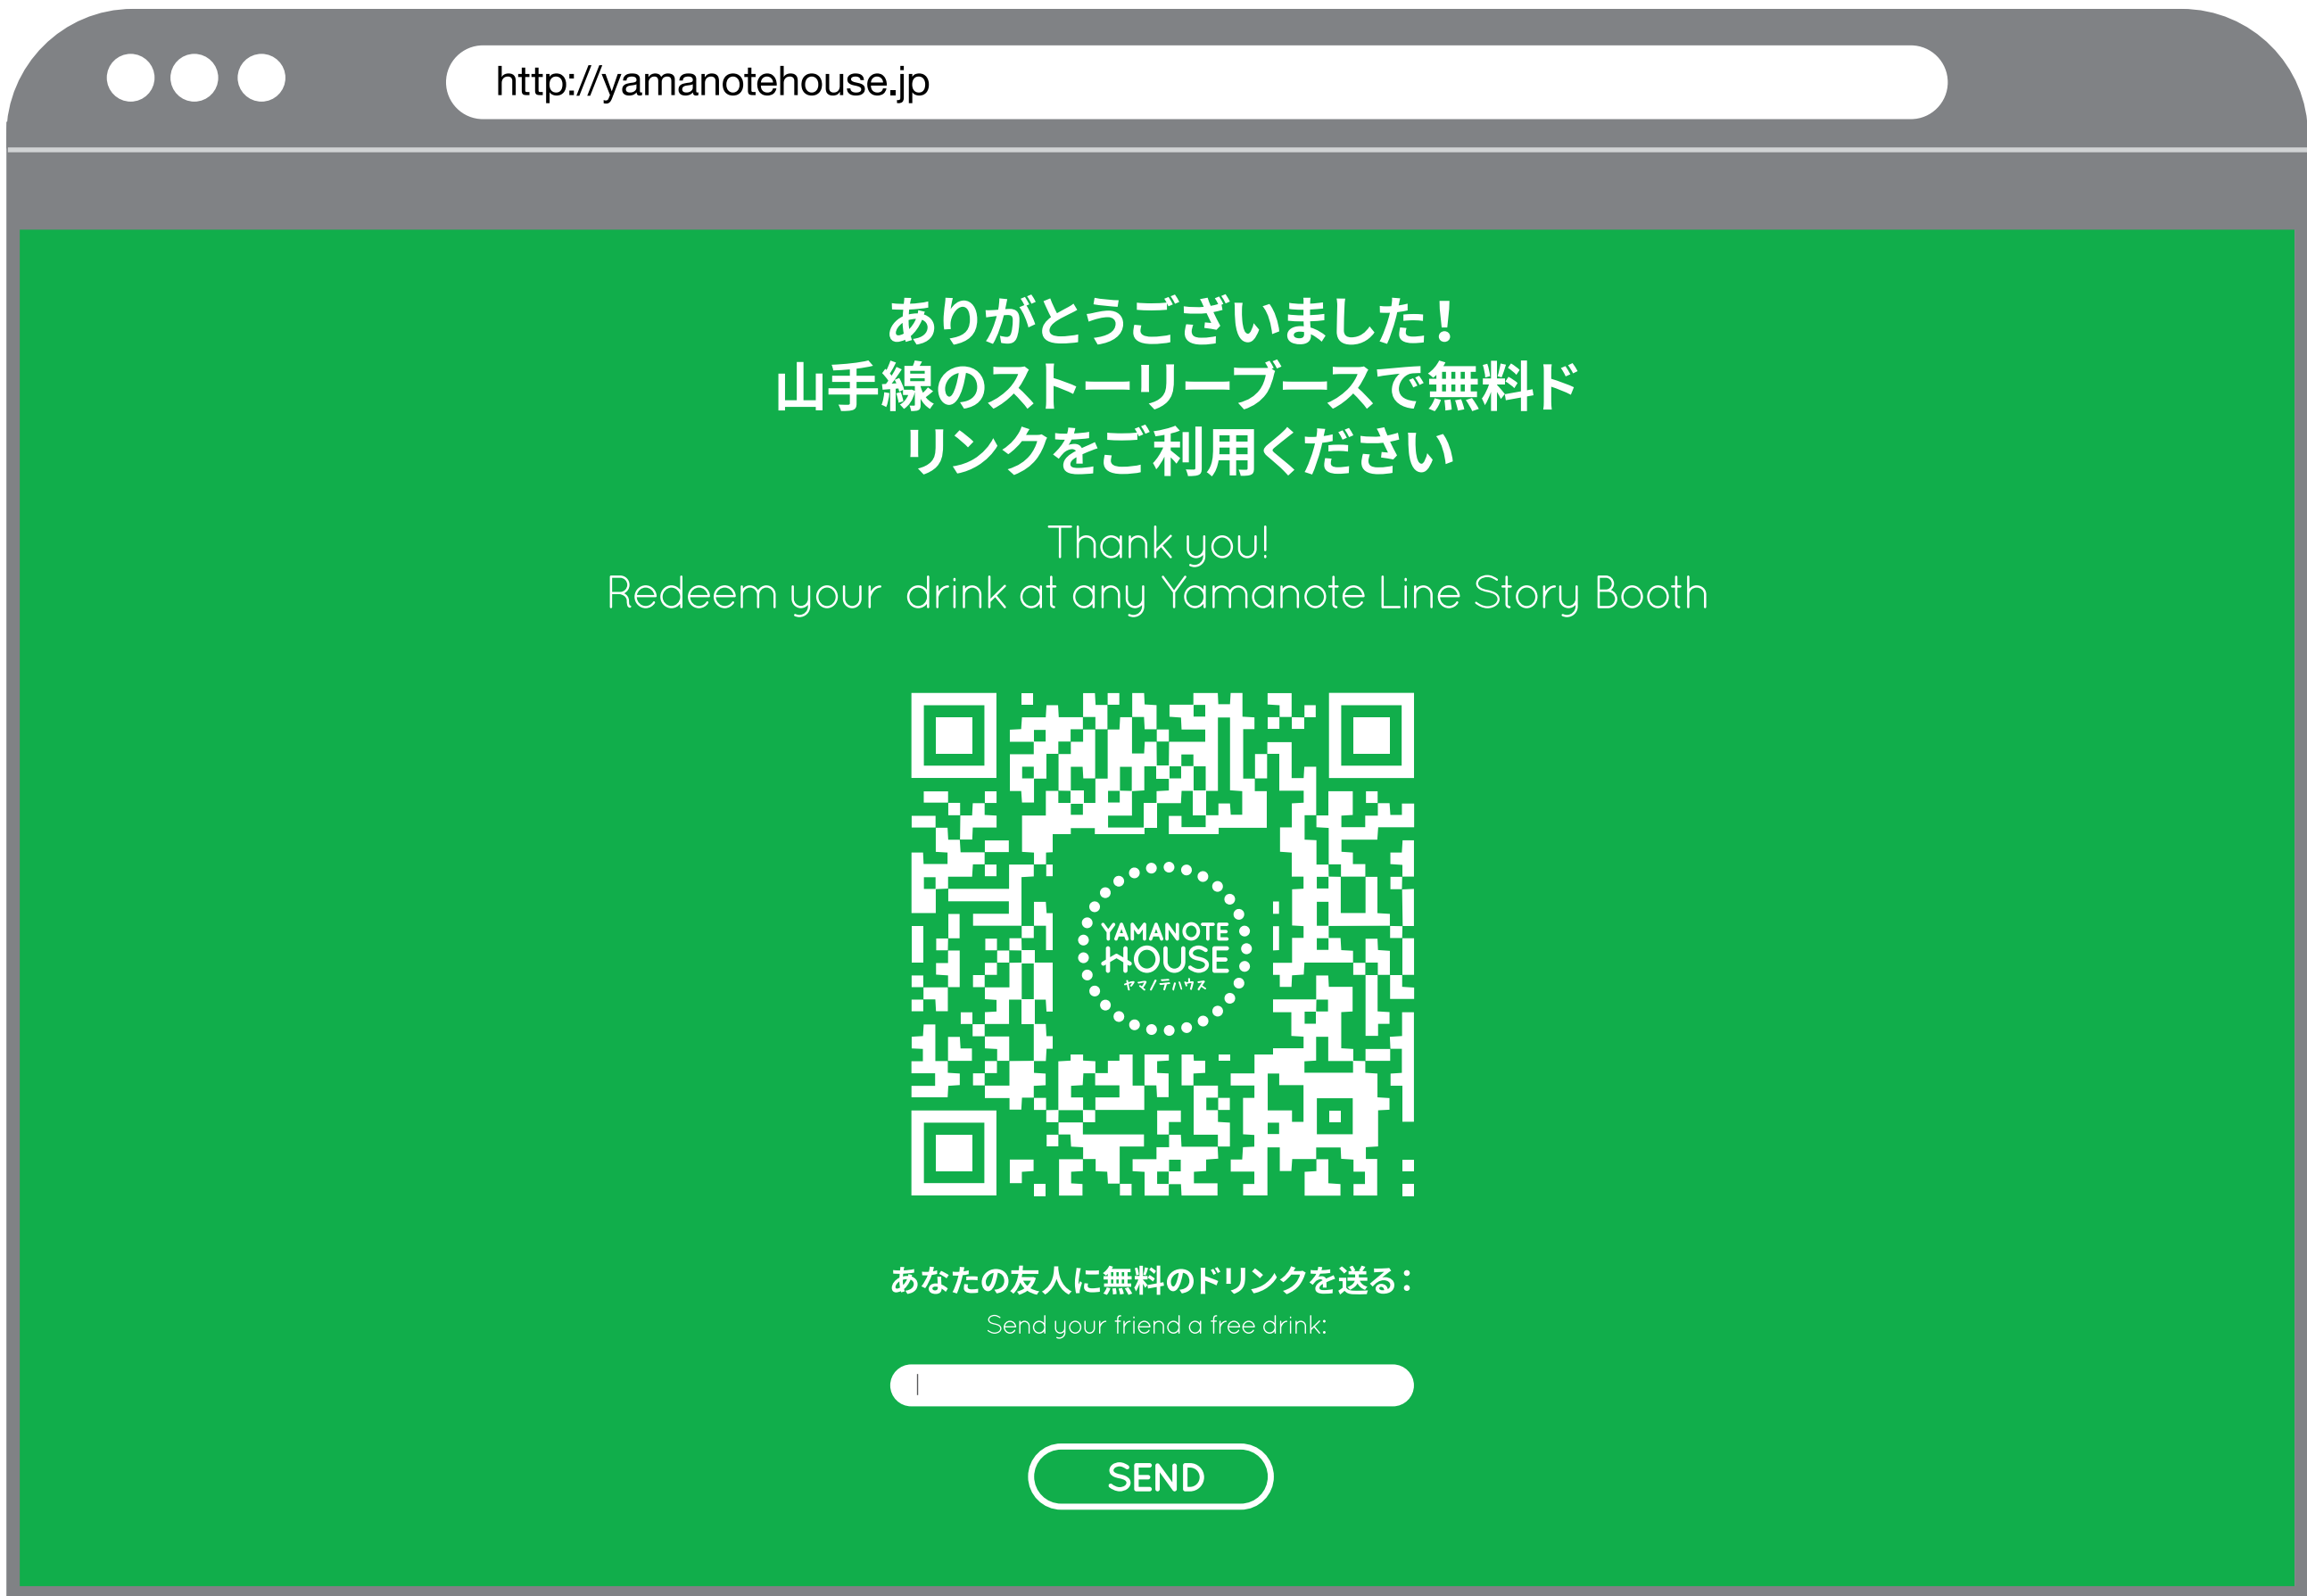 http://yamanotehouse.jp
ありがとうございました!
山手線のストーリーブースで無料ド
リンクをご利用ください
Thank you!
Redeem your drink at any Yamanote Line Story Booth
YAMANOTE
HOUSE
ヤマノテハウス
あなたの友人に無料のドリンクを送る:
Send your friend a free drink:
SEND